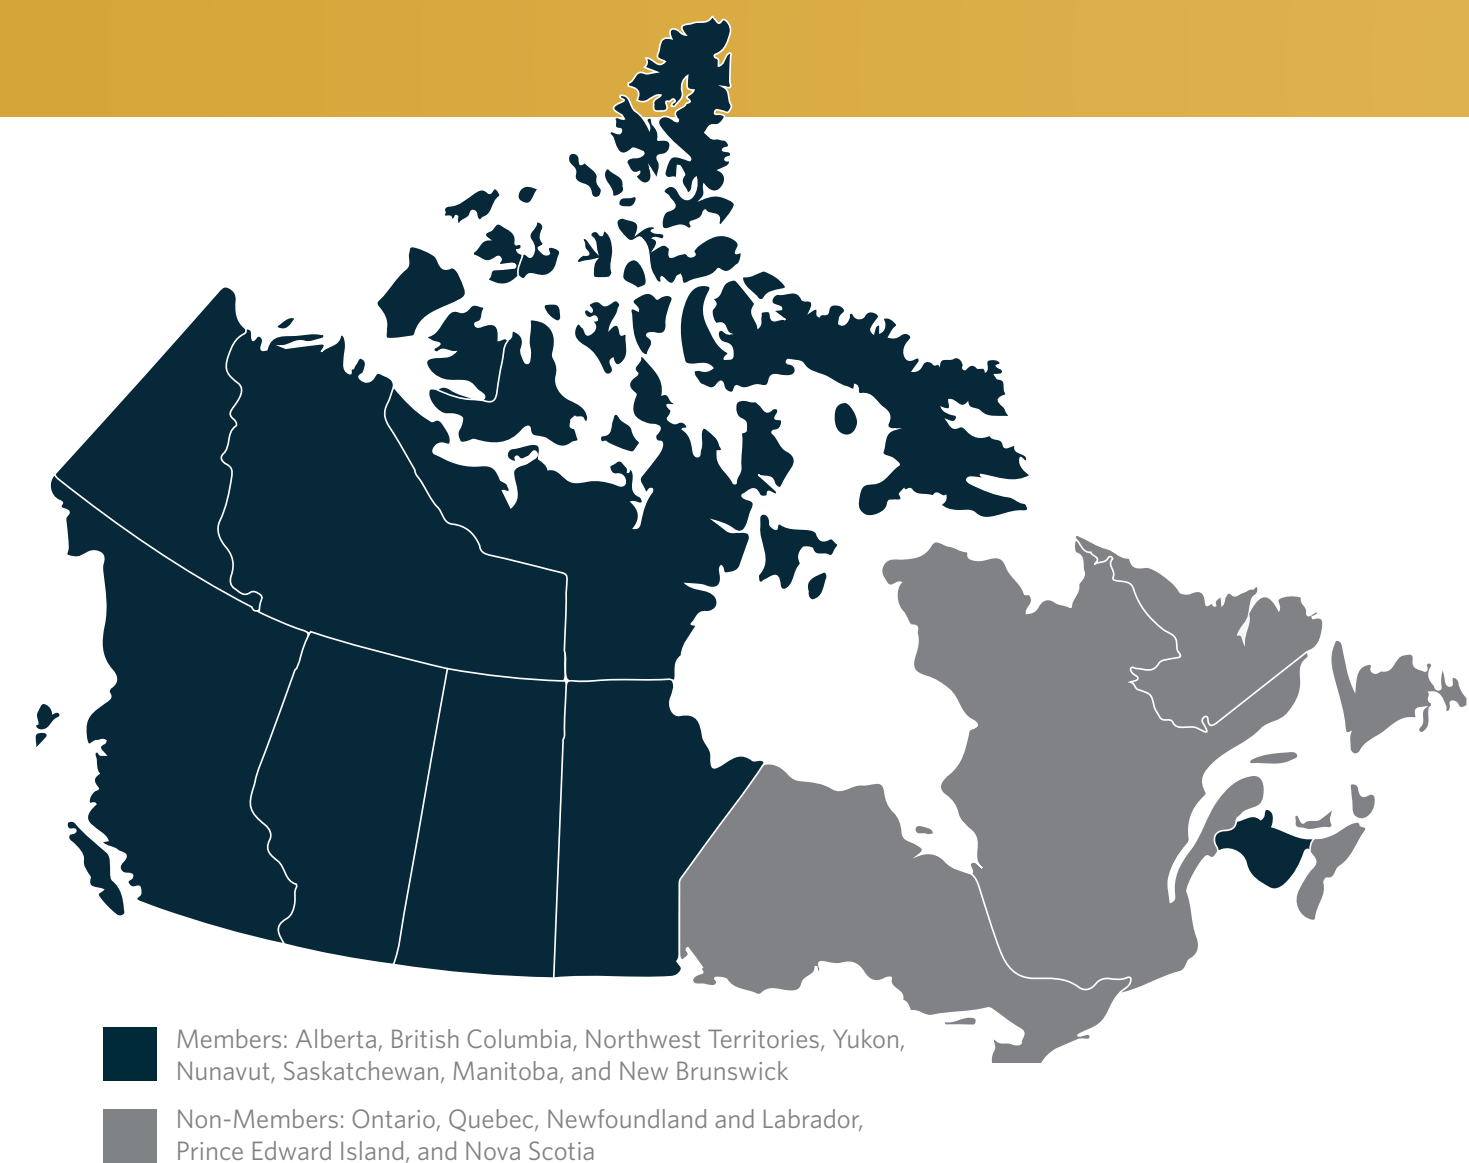 Members: Alberta, British Columbia, Northwest Territories, Yukon,
Nunavut, Saskatchewan, Manitoba, and New Brunswick
Non-Members: Ontario, Quebec, Newfoundland and Labrador,
Prince Edward Island, and Nova Scotia